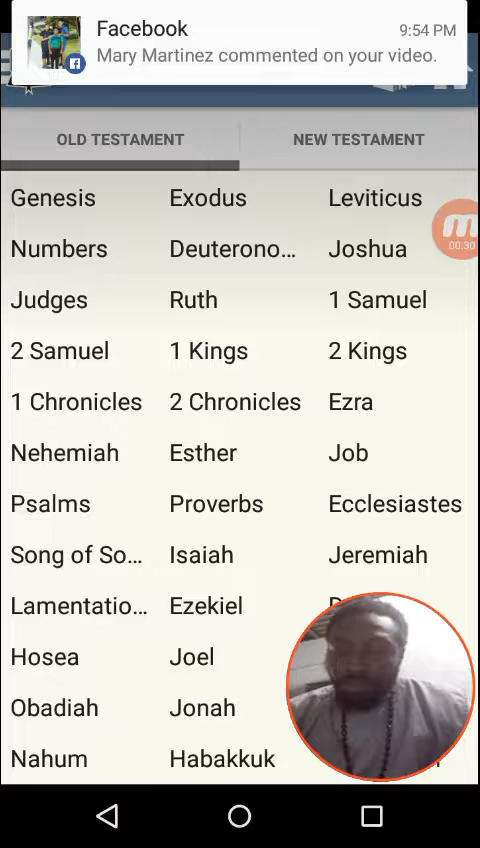 Facebook 9:54 PM
Mary Martinez commented on your video.
OLD TESTAMENT NEW TESTAMENT
Genesis Exodus Leviticus
00:30
Numbers Deuterono... Joshua
Judges Ruth 1 Samuel
2 Samuel 1 Kings 2 Kings
1 Chronicles 2 Chronicles Ezra
Nehemiah Esther Job
Psalms Proverbs Ecclesiastes
Song of So... Isaiah Jeremiah
Lamentatio... Ezekiel
Hosea Joel
Obadiah Jonah
Nahum Habakkuk